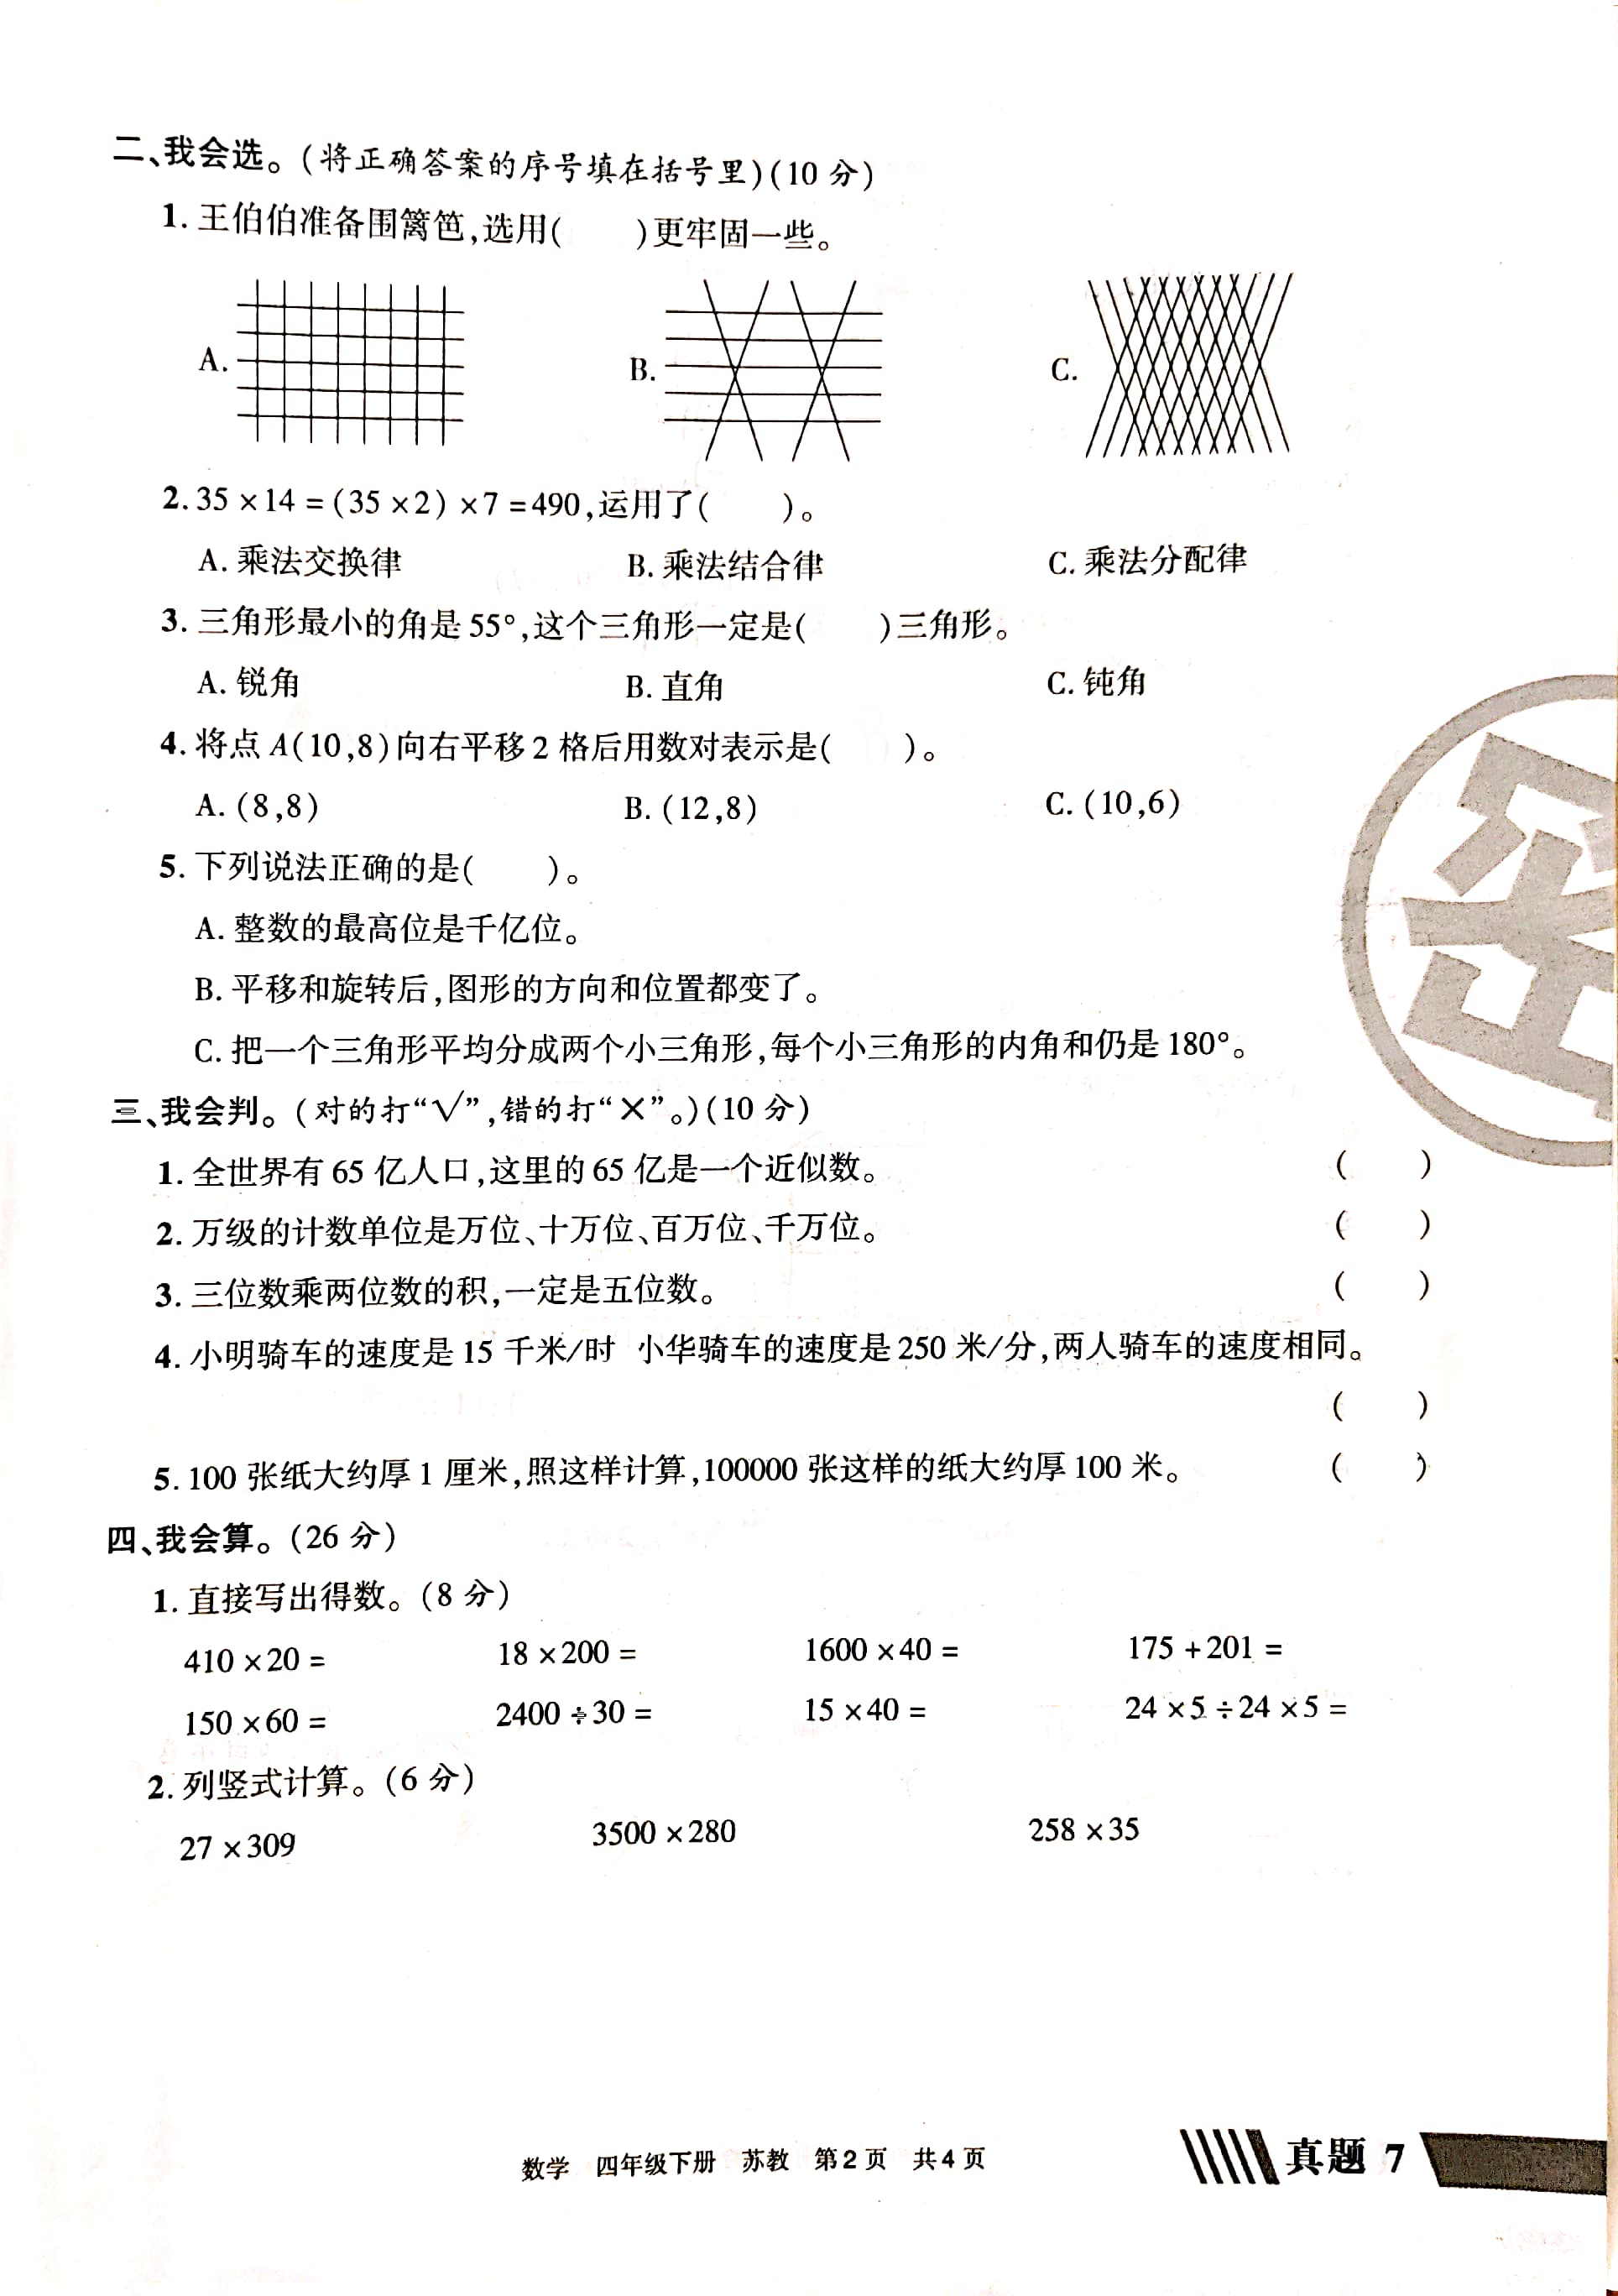 二、我会选。(将正确答案的序号填在括号里)(10 分)
1. 王伯伯准备围篱笆,选用(　　)更牢固一些。
A.　B.　C.
2. 35 × 14 = (35 × 2) × 7 = 490,运用了(　　)。
A. 乘法交换律　B. 乘法结合律　C. 乘法分配律
3. 三角形最小的角是 55°,这个三角形一定是(　　)三角形。
A. 锐角　B. 直角　C. 钝角
4. 将点 A(10,8)向右平移 2 格后用数对表示是(　　)。
A. (8,8)　B. (12,8)　C. (10,6)
5. 下列说法正确的是(　　)。
A. 整数的最高位是千亿位。
B. 平移和旋转后,图形的方向和位置都变了。
C. 把一个三角形平均分成两个小三角形,每个小三角形的内角和仍是 180°。
三、我会判。(对的打“√”,错的打“×”。)(10 分)
1. 全世界有 65 亿人口,这里的 65 亿是一个近似数。(　　)
2. 万级的计数单位是万位、十万位、百万位、千万位。(　　)
3. 三位数乘两位数的积,一定是五位数。(　　)
4. 小明骑车的速度是 15 千米/时 小华骑车的速度是 250 米/分,两人骑车的速度相同。
(　　)
5. 100 张纸大约厚 1 厘米,照这样计算,100000 张这样的纸大约厚 100 米。(　　)
四、我会算。(26 分)
1. 直接写出得数。(8 分)
410 × 20 =　18 × 200 =　1600 × 40 =　175 + 201 =
150 × 60 =　2400 ÷ 30 =　15 × 40 =　24 × 5 ÷ 24 × 5 =
2. 列竖式计算。(6 分)
27 × 309　3500 × 280　258 × 35
数学　四年级下册　苏教　第 2 页　共 4 页
真题 7